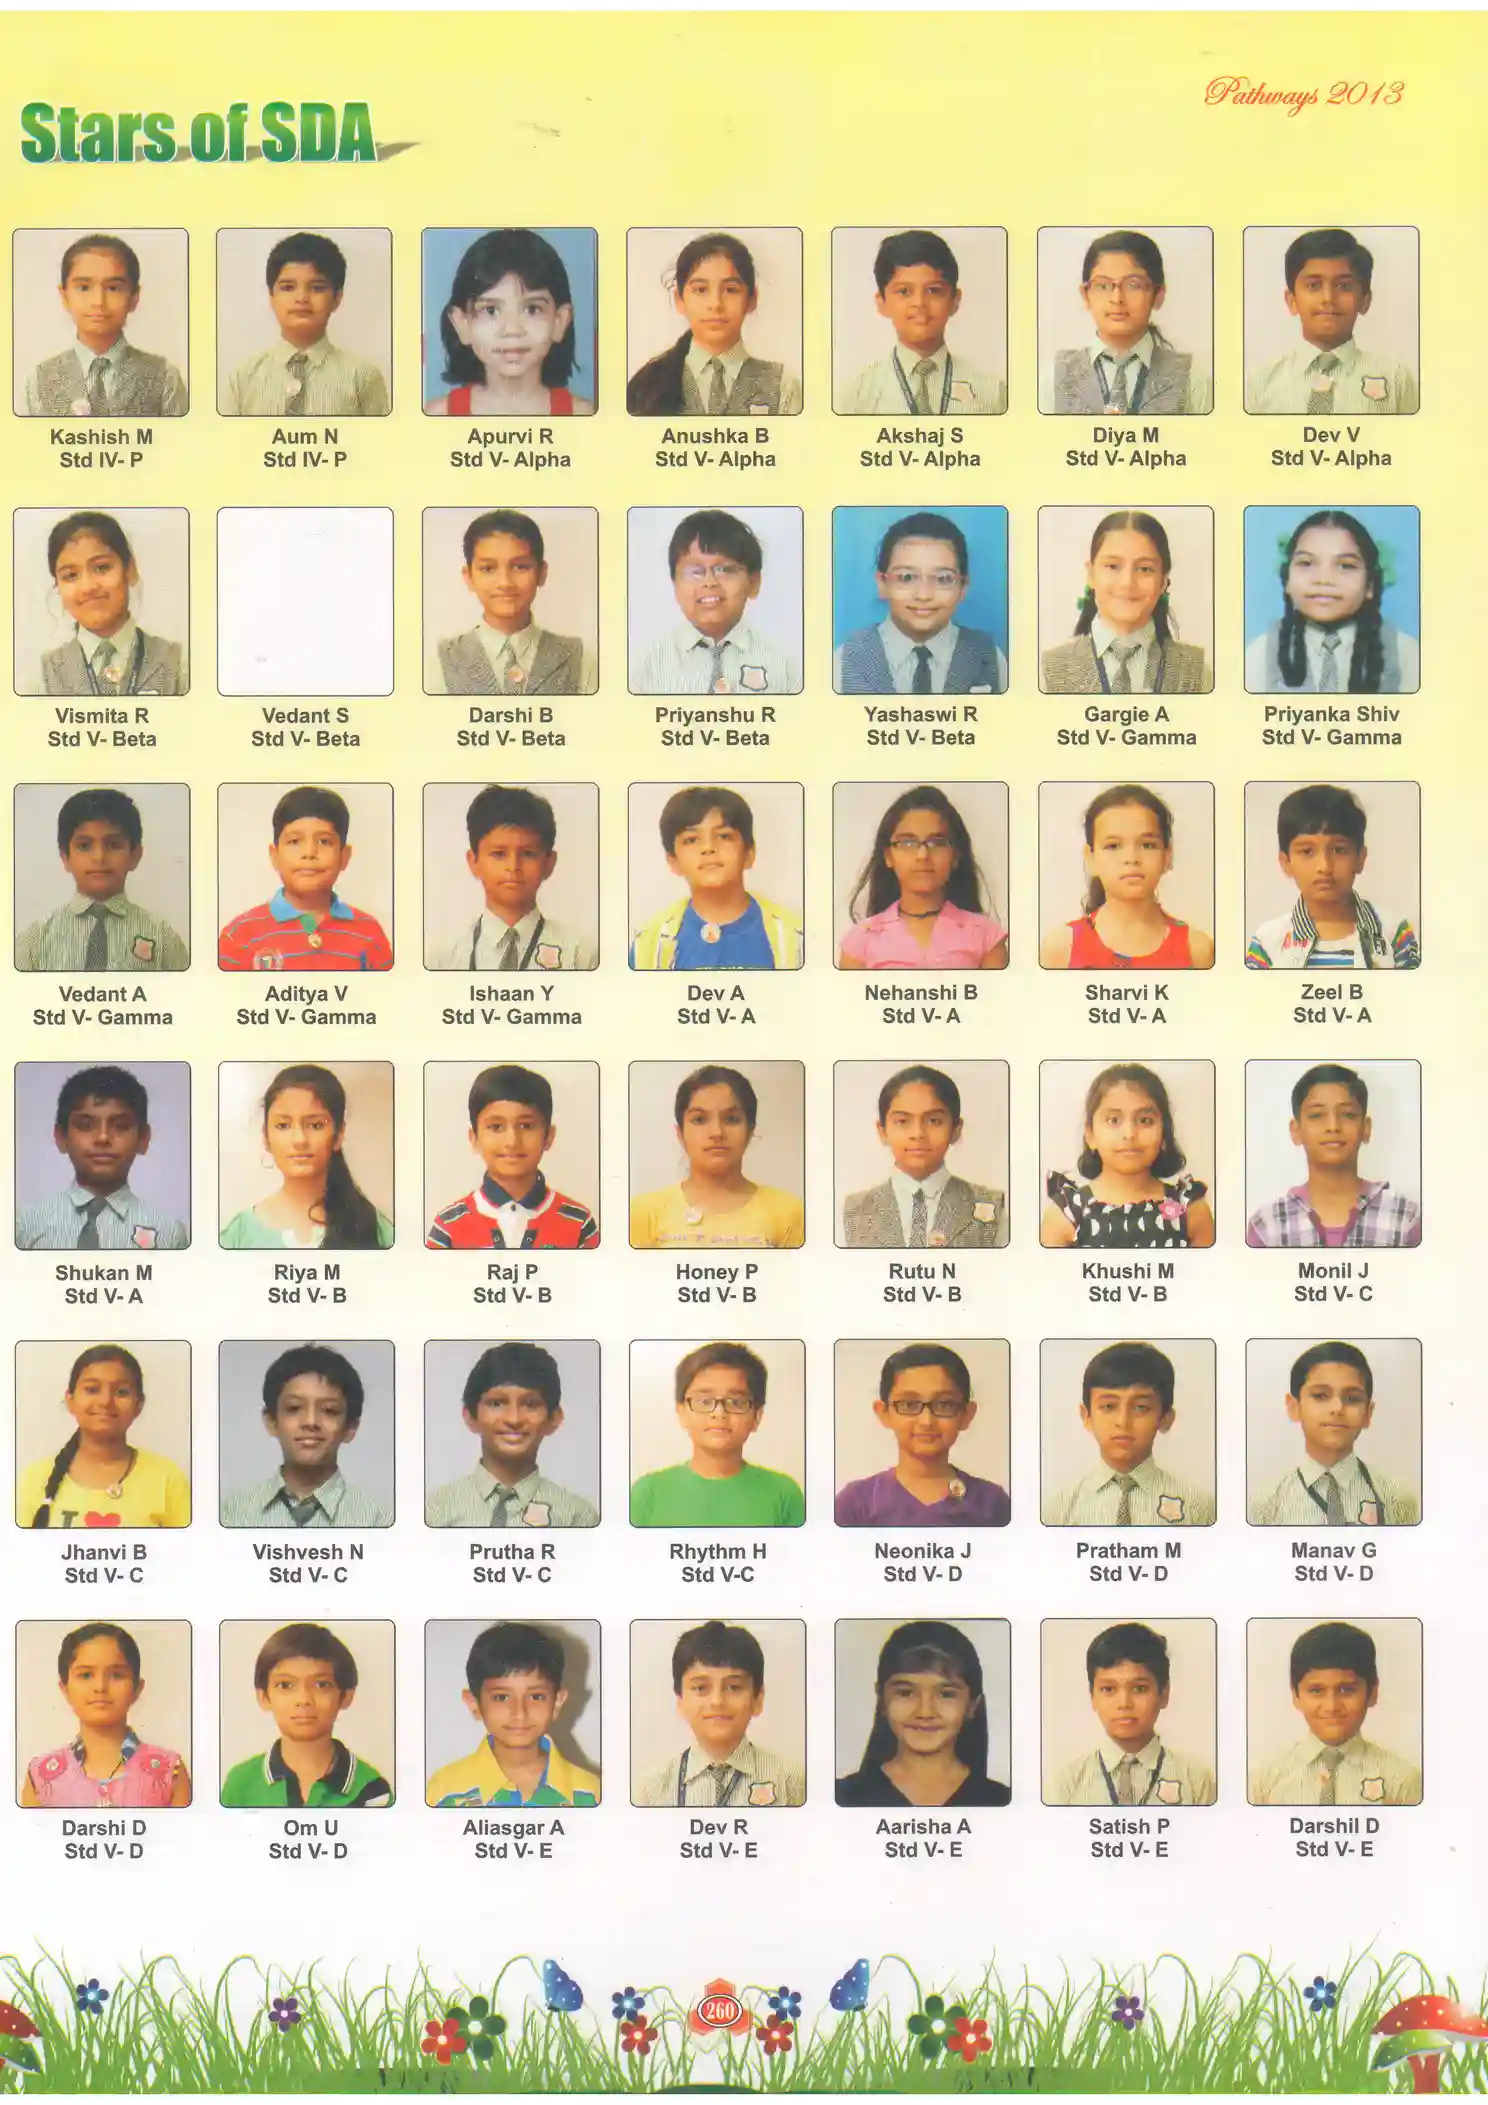 Pathways 2013
Stars of SDA
Kashish M Aum N Apurvi R Anushka B Akshaj S Diya M Dev V
Std IV- P Std IV- P Std V- Alpha Std V- Alpha Std V- Alpha Std V- Alpha Std V- Alpha
Vismita R Vedant S Darshi B Priyanshu R Yashaswi R Gargie A Priyanka Shiv
Std V- Beta Std V- Beta Std V- Beta Std V- Beta Std V- Beta Std V- Gamma Std V- Gamma
Vedant A Aditya V Ishaan Y Dev A Nehanshi B Sharvi K Zeel B
Std V- Gamma Std V- Gamma Std V- Gamma Std V- A Std V- A Std V- A Std V- A
Shukan M Riya M Raj P Honey P Rutu N Khushi M Monil J
Std V- A Std V- B Std V- B Std V- B Std V- B Std V- B Std V- C
I
Jhanvi B Vishvesh N Prutha R Rhythm H Neonika J Pratham M Manav G
Std V- C Std V- C Std V- C Std V-C Std V- D Std V- D Std V- D
Darshi D Om U Aliasgar A Dev R Aarisha A Satish P Darshil D
Std V- D Std V- D Std V- E Std V- E Std V- E Std V- E Std V- E
260